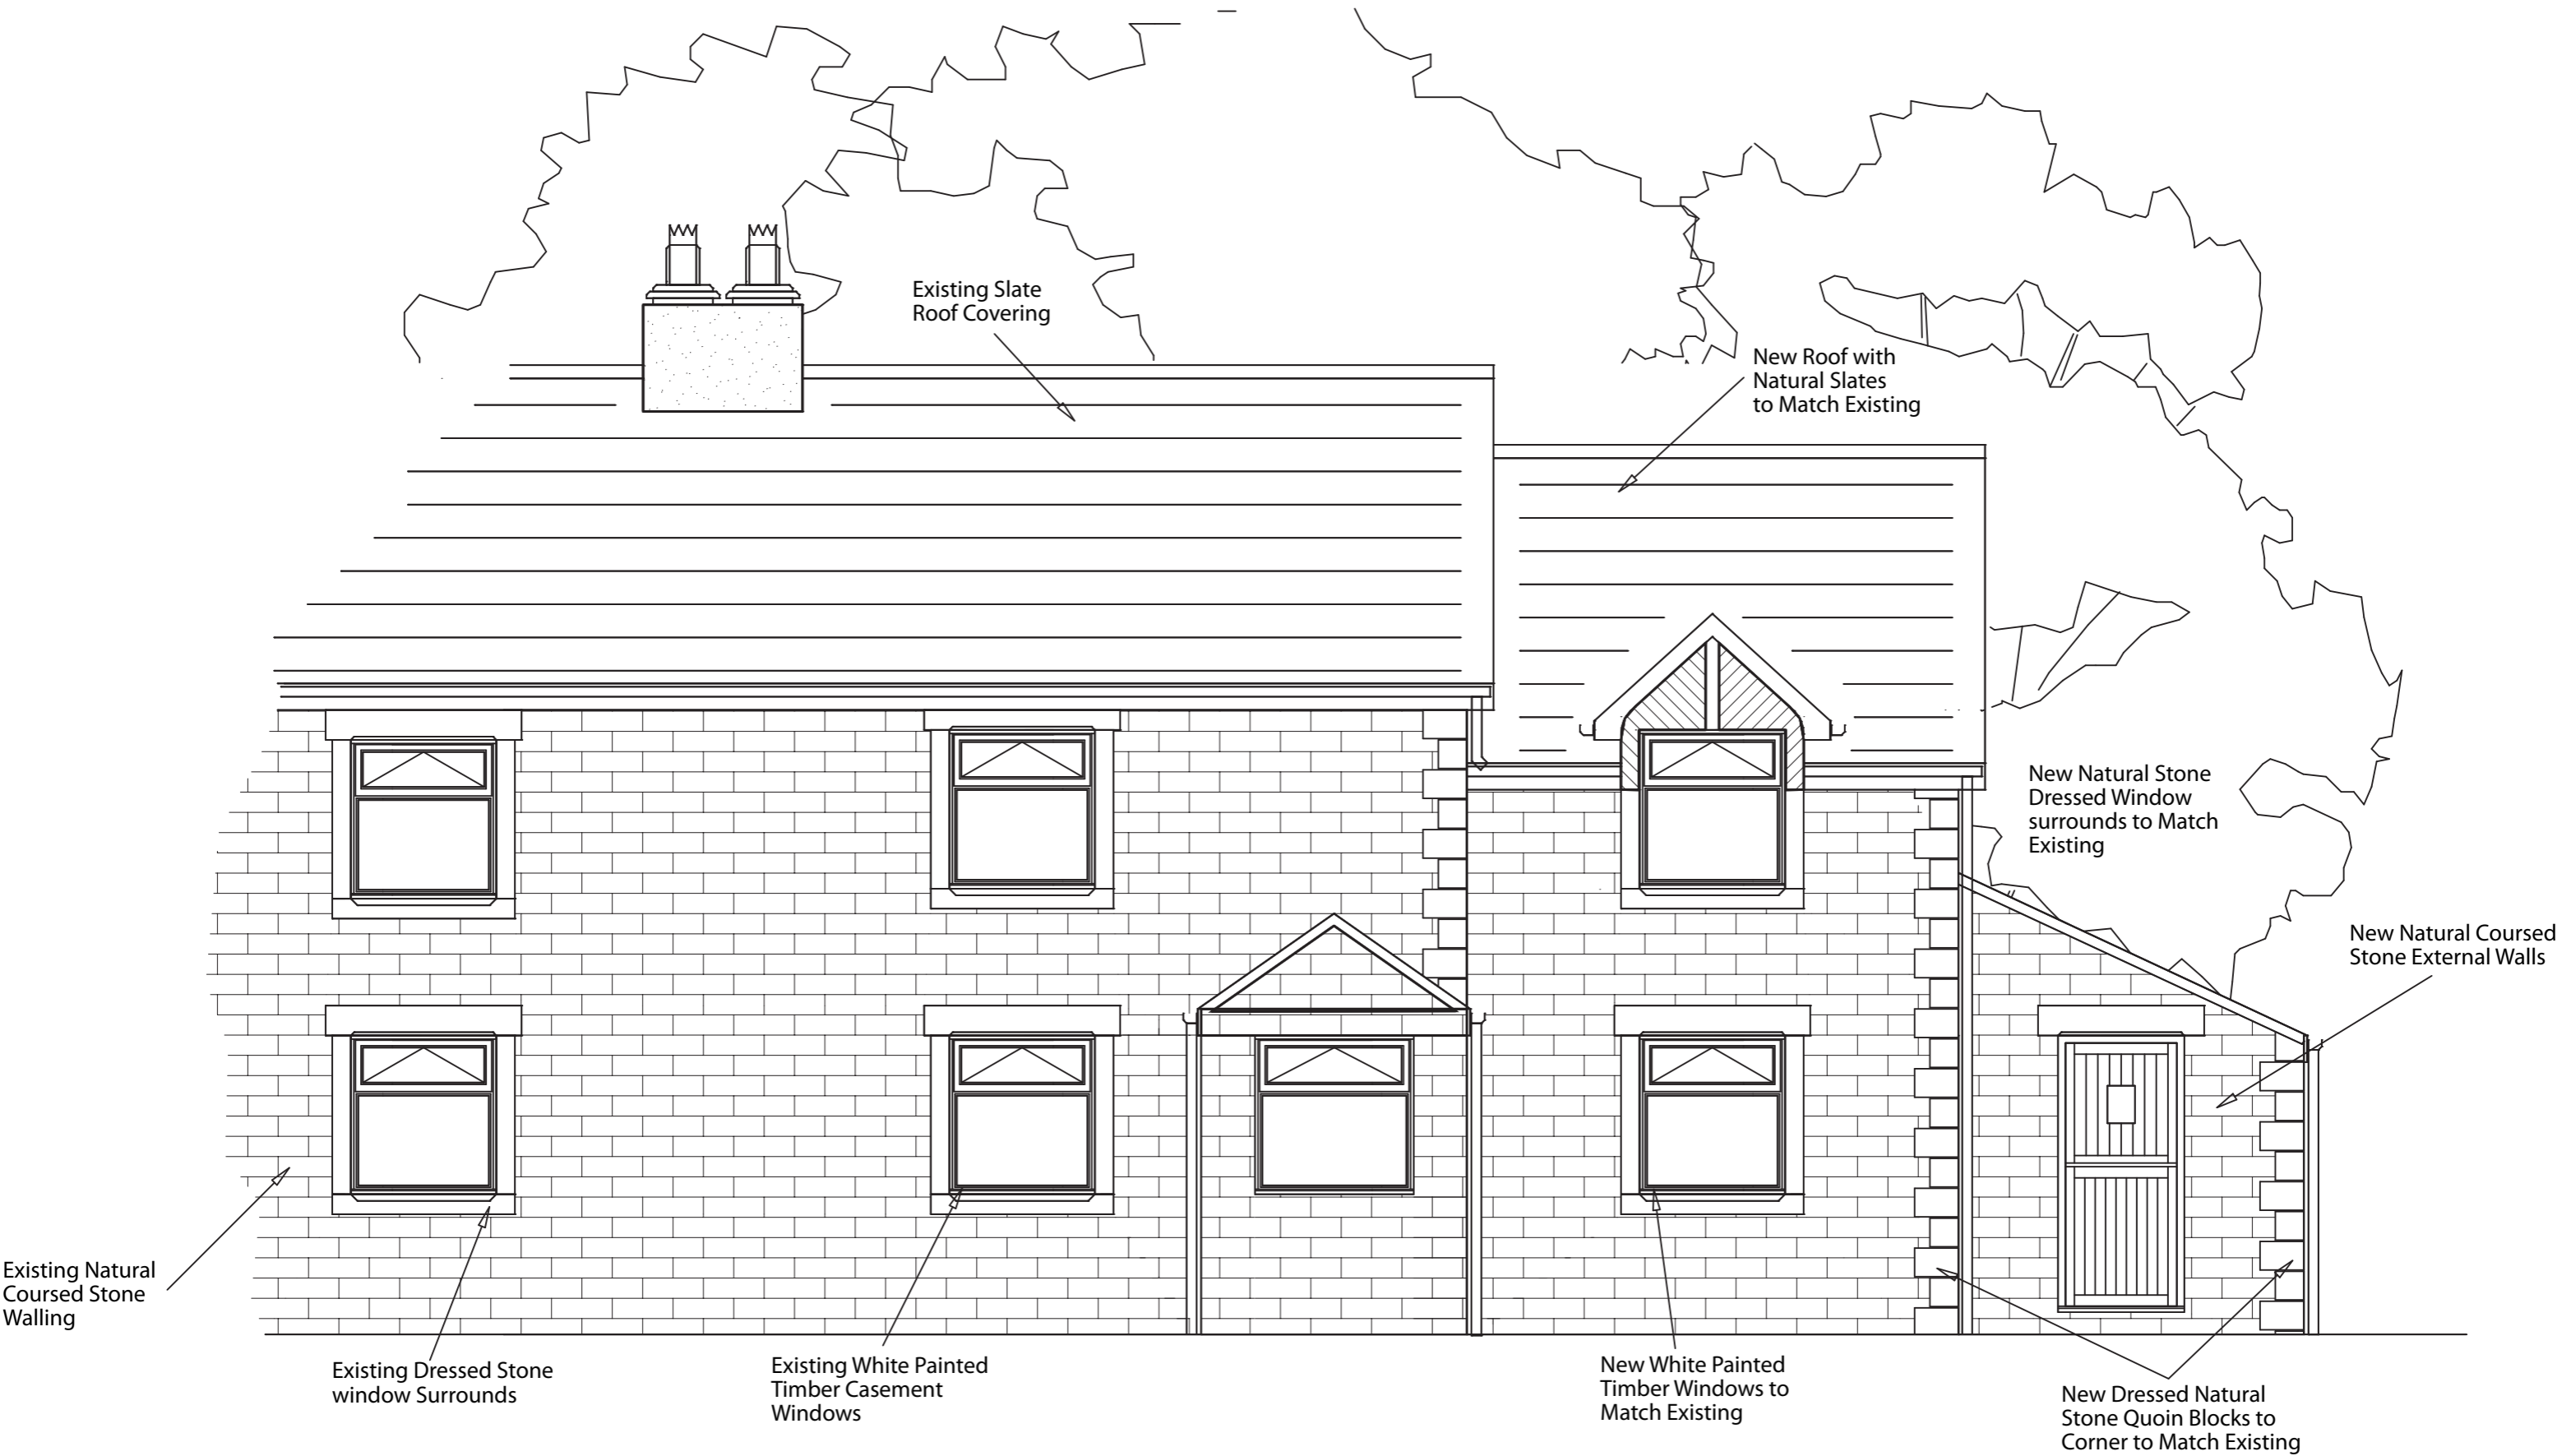 Existing Slate
Roof Covering
New Roof with
Natural Slates
to Match Existing
New Natural Stone
Dressed Window
surrounds to Match
Existing
New Natural Coursed
Stone External Walls
Existing Natural
Coursed Stone
Walling
Existing Dressed Stone
window Surrounds
Existing White Painted
Timber Casement
Windows
New White Painted
Timber Windows to
Match Existing
New Dressed Natural
Stone Quoin Blocks to
Corner to Match Existing